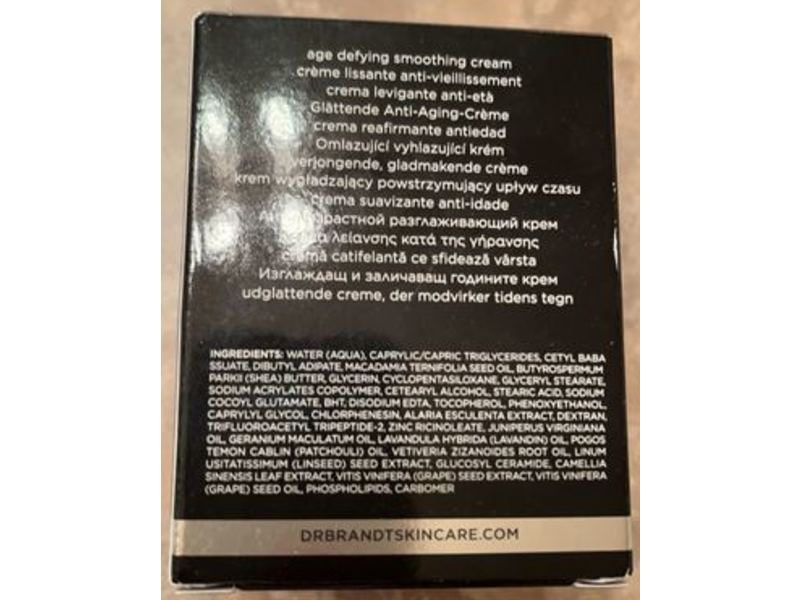 age defying smoothing cream
crème lissante anti-vieillissement
crema levigante anti-età
Glättende Anti-Aging-Crème
crema reafirmante antiedad
Omlazující vyhlazující krém
verjongende, gladmakende crème
krem wygładzający powstrzymujący upływ czasu
crema suavizante anti-idade
разглаживающий крем
λείανσης κατά της γήρανσης
cremă catifelantă ce sfidează vârsta
Изглаждащ и заличаващ годините крем
udglattende creme, der modvirker tidens tegn
INGREDIENTS: WATER (AQUA), CAPRYLIC/CAPRIC TRIGLYCERIDES, CETYL BABA
SSUATE, DIBUTYL ADIPATE, MACADAMIA TERNIFOLIA SEED OIL, BUTYROSPERMUM
PARKII (SHEA) BUTTER, GLYCERIN, CYCLOPENTASILOXANE, GLYCERYL STEARATE,
SODIUM ACRYLATES COPOLYMER, CETEARYL ALCOHOL, STEARIC ACID, SODIUM
COCOYL GLUTAMATE, BHT, DISODIUM EDTA, TOCOPHEROL, PHENOXYETHANOL,
CAPRYLYL GLYCOL, CHLORPHENESIN, ALARIA ESCULENTA EXTRACT, DEXTRAN,
TRIFLUOROACETYL TRIPEPTIDE-2, ZINC RICINOLEATE, JUNIPERUS VIRGINIANA
OIL, GERANIUM MACULATUM OIL, LAVANDULA HYBRIDA (LAVANDIN) OIL, POGOS
TEMON CABLIN (PATCHOULI) OIL, VETIVERIA ZIZANOIDES ROOT OIL, LINUM
USITATISSIMUM (LINSEED) SEED EXTRACT, GLUCOSYL CERAMIDE, CAMELLIA
SINENSIS LEAF EXTRACT, VITIS VINIFERA (GRAPE) SEED EXTRACT, VITIS VINIFERA
(GRAPE) SEED OIL, PHOSPHOLIPIDS, CARBOMER
DRBRANDTSKINCARE.COM